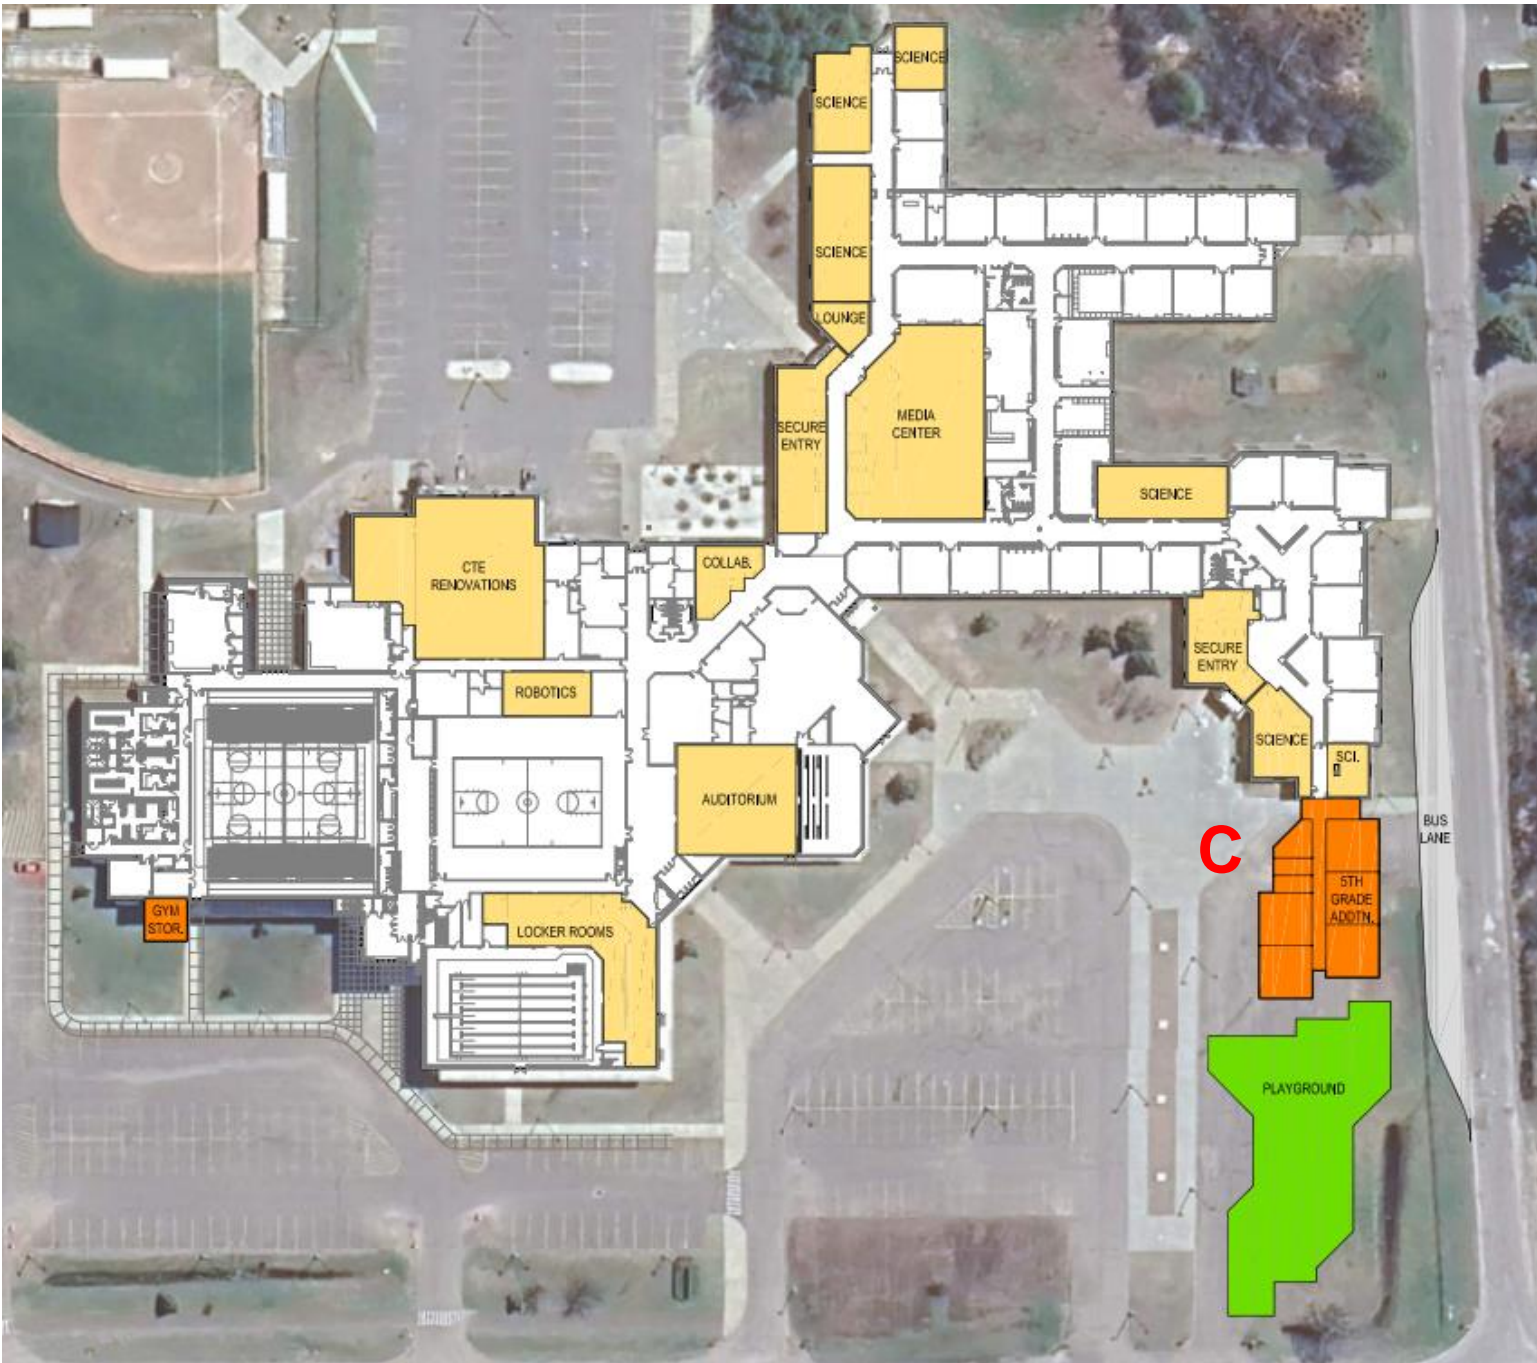 SCIENCE
SCIENCE
SCIENCE
LOUNGE
SECURE
ENTRY
MEDIA
CENTER
SCIENCE
CTE
RENOVATIONS
COLLAB.
SECURE
ENTRY
ROBOTICS
SCIENCE
SCI.
AUDITORIUM
BUS
LANE
C
5TH
GRADE
ADDTN.
GYM
STOR.
LOCKER ROOMS
PLAYGROUND